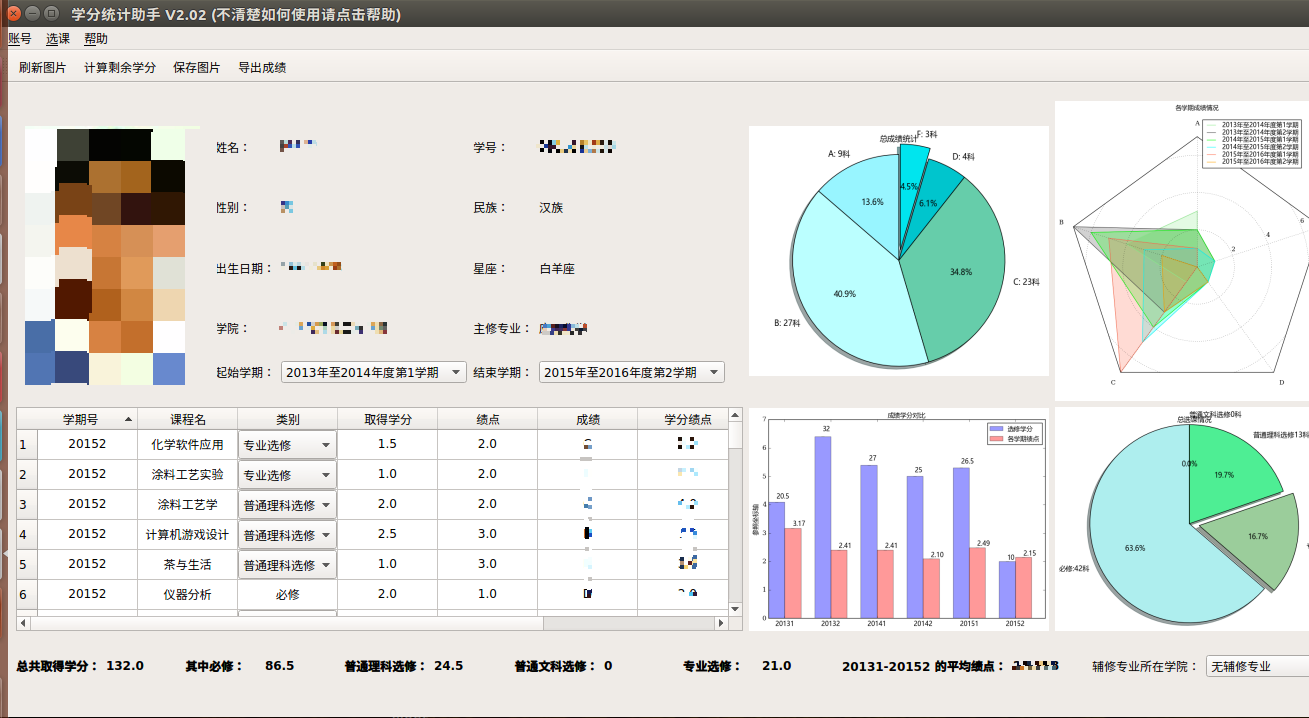 学分统计助手 V2.02 (不清楚如何使用请点击帮助)
账号 选课 帮助
刷新图片 计算剩余学分 保存图片 导出成绩
姓名： 学号：
性别： 民族： 汉族
出生日期： 星座： 白羊座
学院： 主修专业：
起始学期： 2013年至2014年度第1学期 结束学期： 2015年至2016年度第2学期
总成绩统计
F: 3科
D: 4科
A: 9科
4.5%
6.1%
13.6%
34.8%
C: 23科
40.9%
B: 27科
各学期成绩情况
2013年至2014年度第1学期
2013年至2014年度第2学期
2014年至2015年度第1学期
2014年至2015年度第2学期
2015年至2016年度第1学期
2015年至2016年度第2学期
A
B
2 4 6
C D
学期号 课程名 类别 取得学分 绩点 成绩 学分绩点
1 20152 化学软件应用 专业选修 1.5 2.0
2 20152 涂料工艺实验 专业选修 1.0 2.0
3 20152 涂料工艺学 普通理科选修 2.0 2.0
4 20152 计算机游戏设计 普通理科选修 2.5 3.0
5 20152 茶与生活 普通理科选修 1.0 3.0
6 20152 仪器分析 必修 2.0 1.0
成绩学分对比
选修学分
各学期绩点
7
6
5
4
3
2
1
0
20.5 3.17
32 2.41
27 2.41
25 2.10
26.5 2.49
10 2.15
20131 20132 20141 20142 20151 20152
普通文科选修0科
总选课情况
普通理科选修13科
0.0%
19.7%
16.7%
63.6%
必修:42科
总共取得学分： 132.0 其中必修： 86.5 普通理科选修： 24.5 普通文科选修： 0 专业选修： 21.0 20131-20152 的平均绩点： 辅修专业所在学院： 无辅修专业